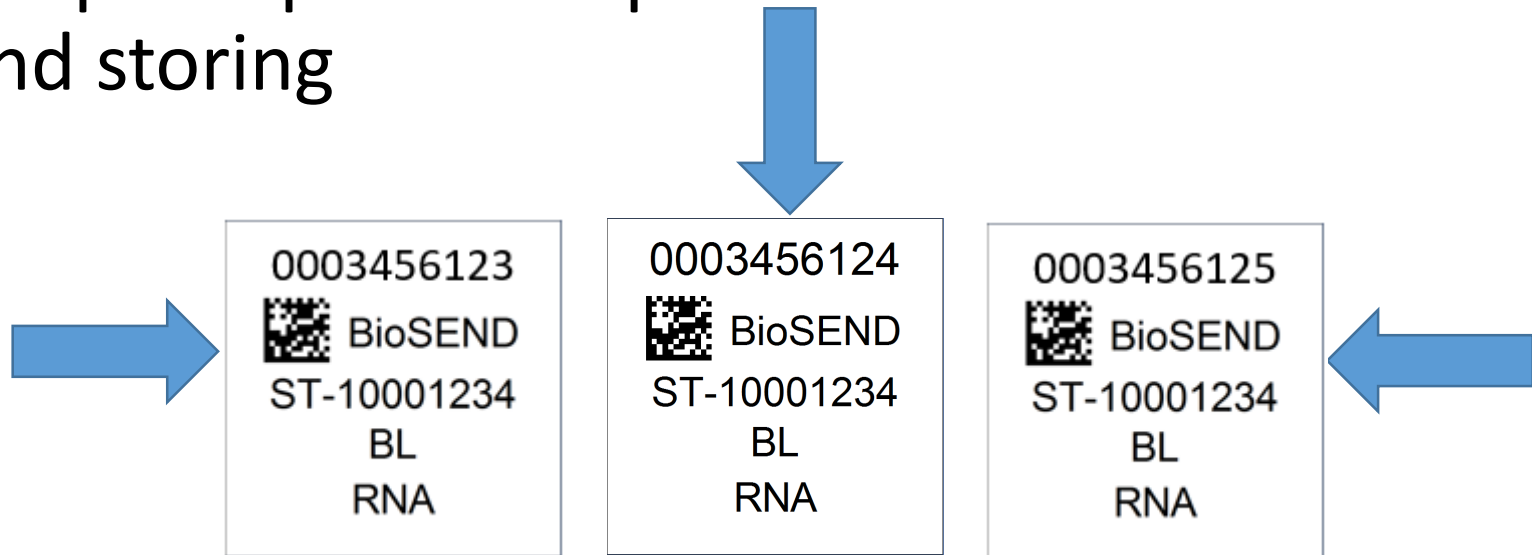 nd storing
0003456123
BioSEND
ST-10001234
BL
RNA
0003456124
BioSEND
ST-10001234
BL
RNA
0003456125
BioSEND
ST-10001234
BL
RNA